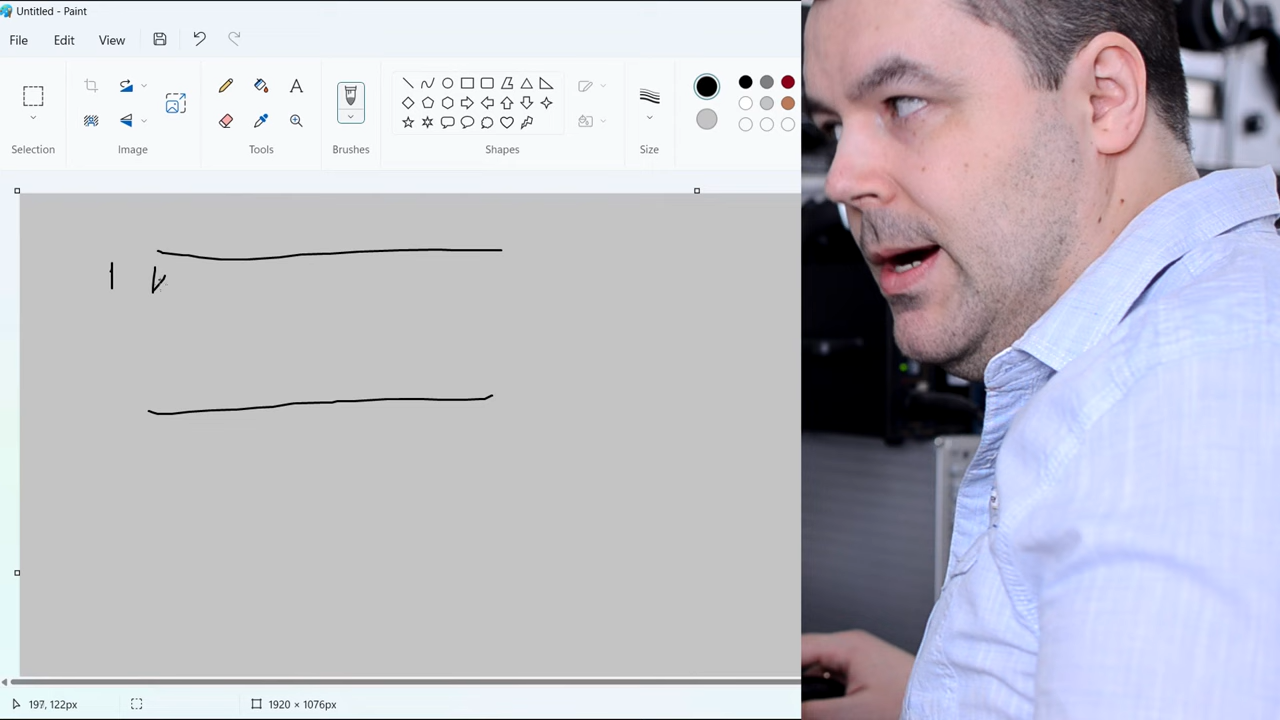 Untitled - Paint
File Edit View
A
Selection Image Tools Brushes Shapes Size
197, 122px 1920 × 1076px